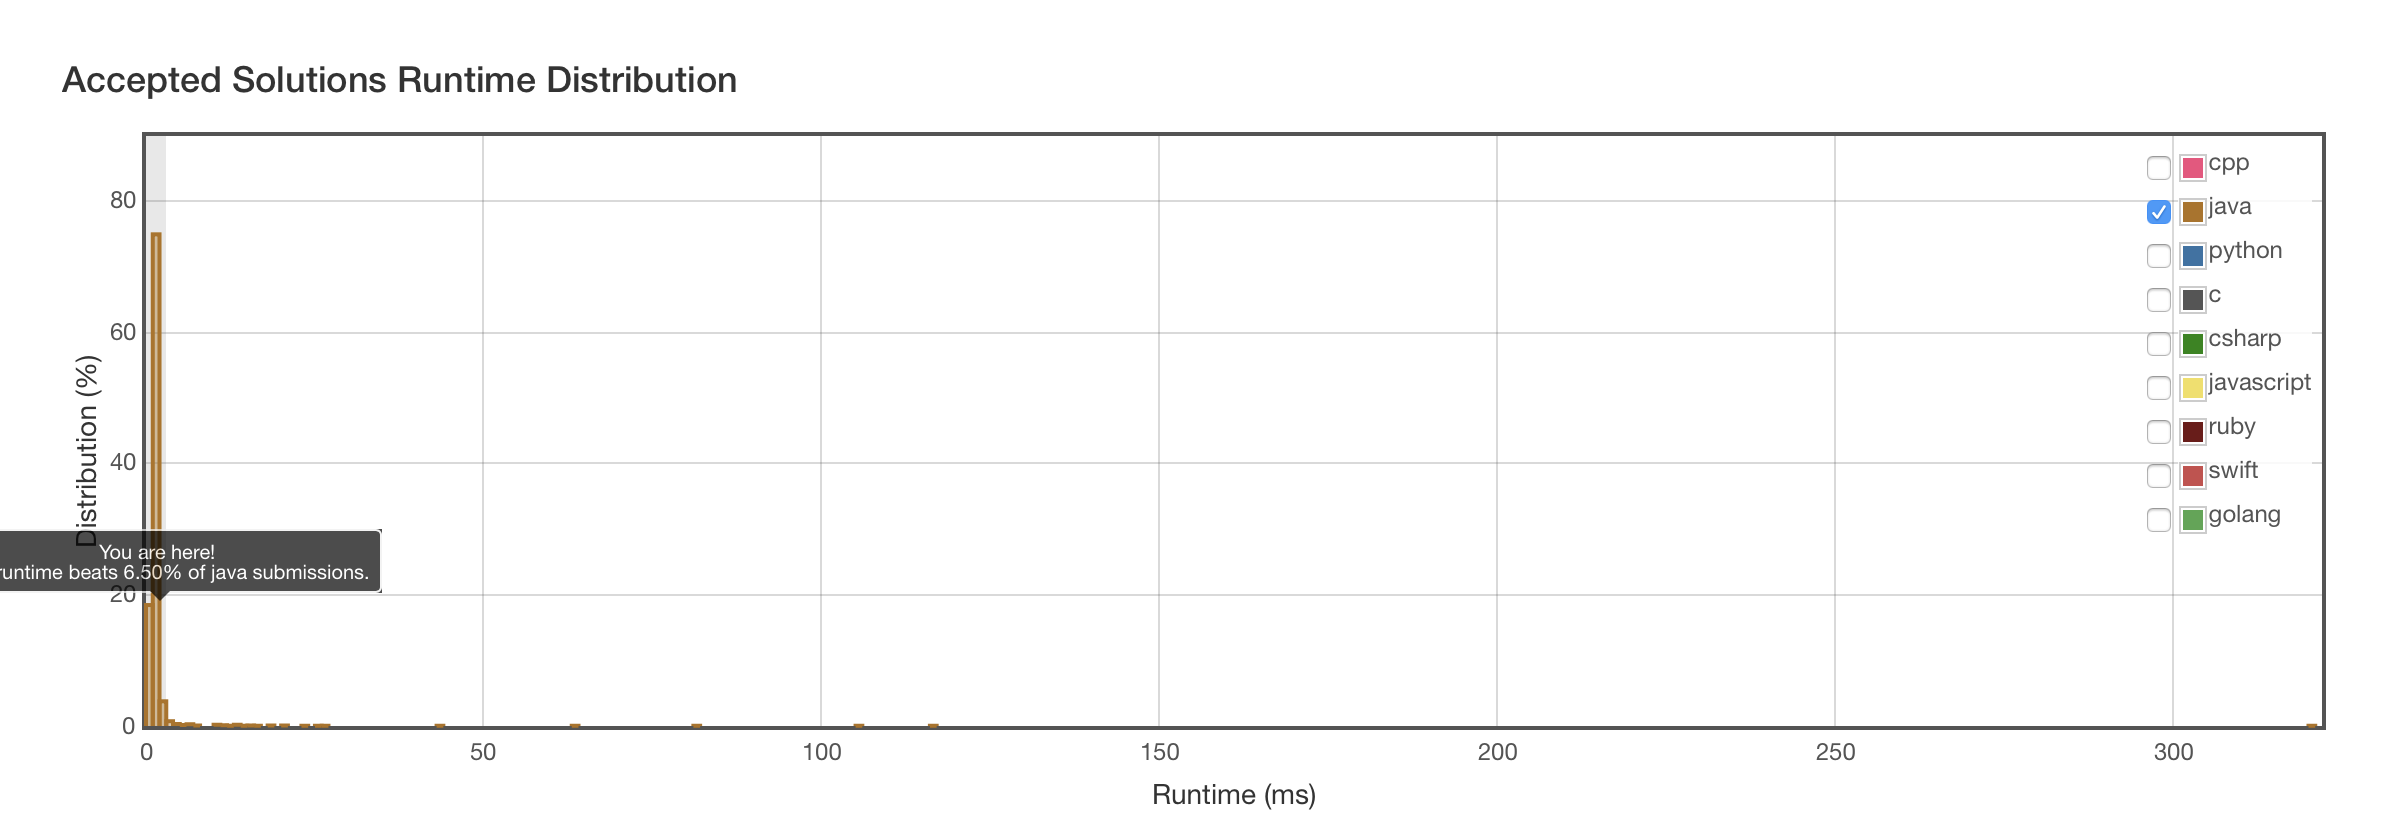 Accepted Solutions Runtime Distribution
Distribution (%)
80
60
40
20
0
You are here!
runtime beats 6.50% of java submissions.
cpp
java
python
c
csharp
javascript
ruby
swift
golang
0 50 100 150 200 250 300
Runtime (ms)